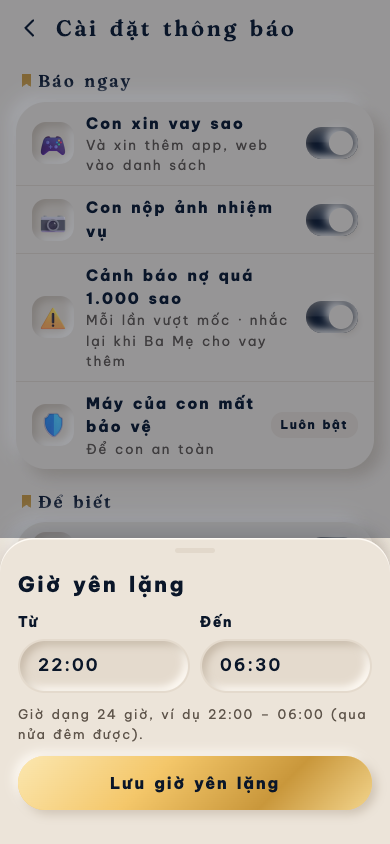 Cài đặt thông báo
Báo ngay
Con xin vay sao
Và xin thêm app, web
vào danh sách
Con nộp ảnh nhiệm
vụ
Cảnh báo nợ quá
1.000 sao
Mỗi lần vượt mốc · nhắc
lại khi Ba Mẹ cho vay
thêm
Máy của con mất
bảo vệ
Để con an toàn
Luôn bật
Để biết
Giờ yên lặng
Từ
Đến
22:00
06:30
Giờ dạng 24 giờ, ví dụ 22:00 – 06:00 (qua
nửa đêm được).
Lưu giờ yên lặng